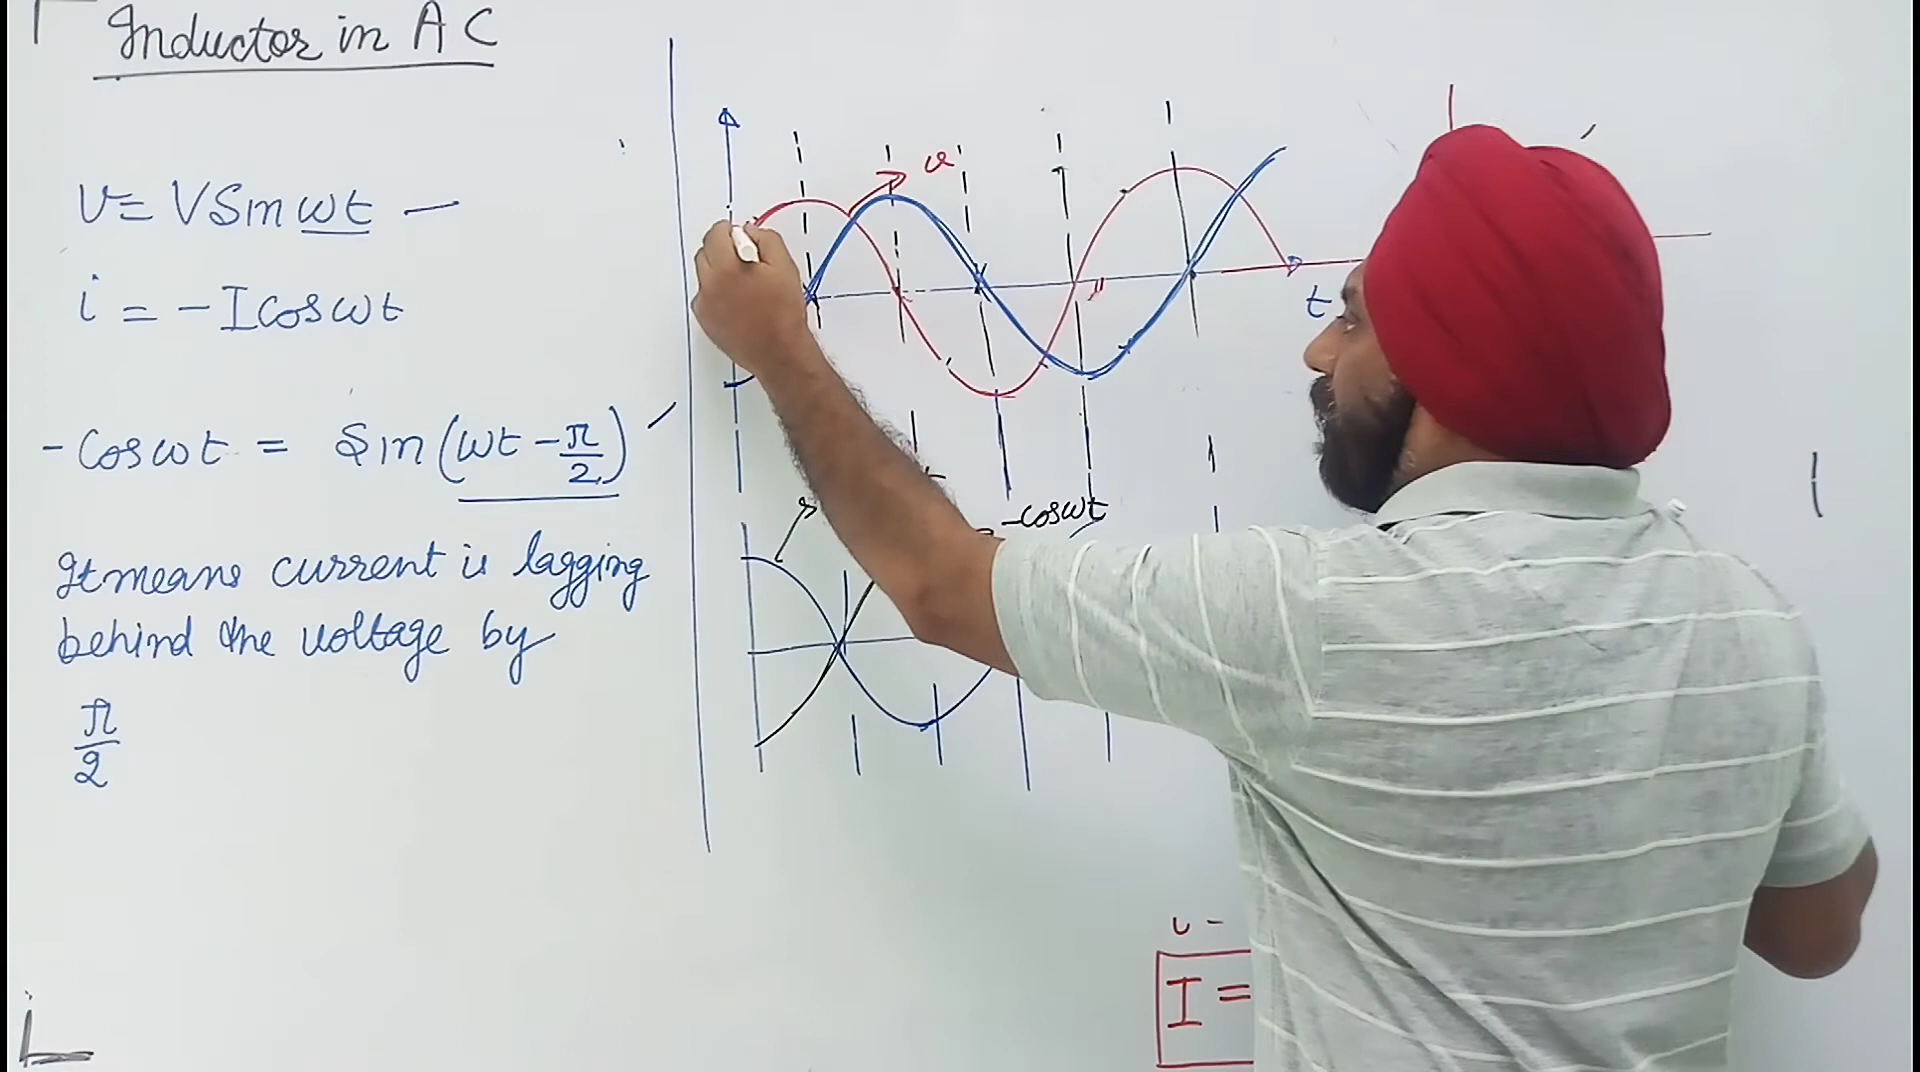 Inductor in AC
v = V Sin ωt —
i = - I cos ωt
- Cos ωt = Sin (ωt - π/2)
It means current is lagging
behind the voltage by
π/2
v
t
-cosωt
I =